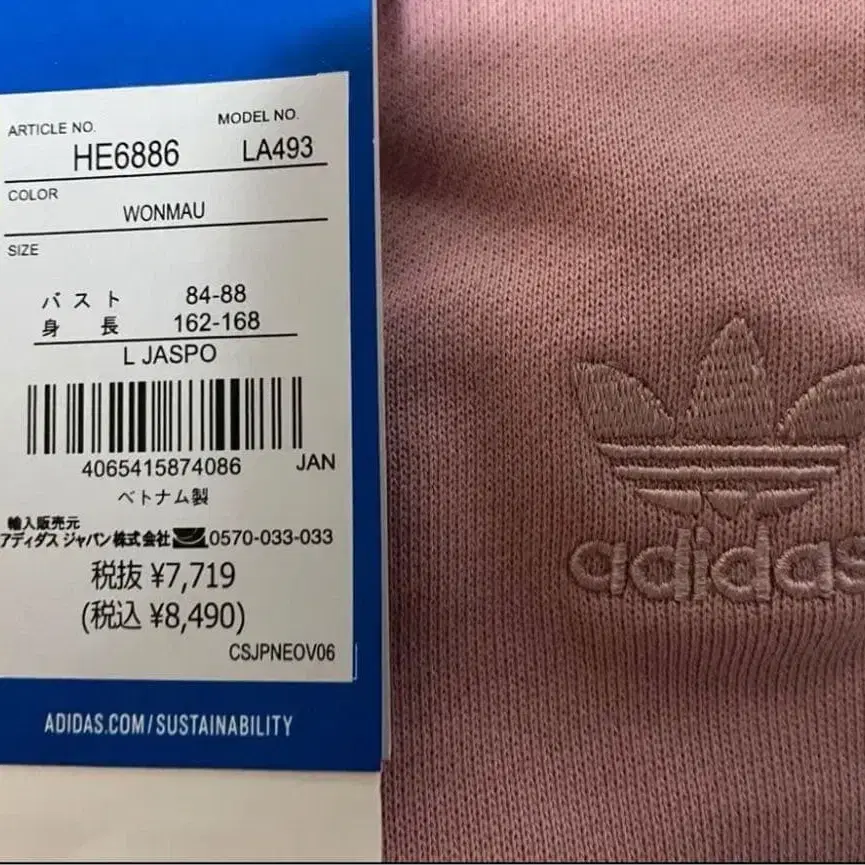 ARTICLE NO.
MODEL NO.
HE6886
LA493
COLOR
WONMAU
SIZE
バスト 84-88
身長 162-168
L JASPO
4065415874086 JAN
ベトナム製
輸入販売元
アディダス ジャパン株式会社 0570-033-033
税抜 ¥7,719
(税込 ¥8,490)
CSJPNEOV06
ADIDAS.COM/SUSTAINABILITY
adidas